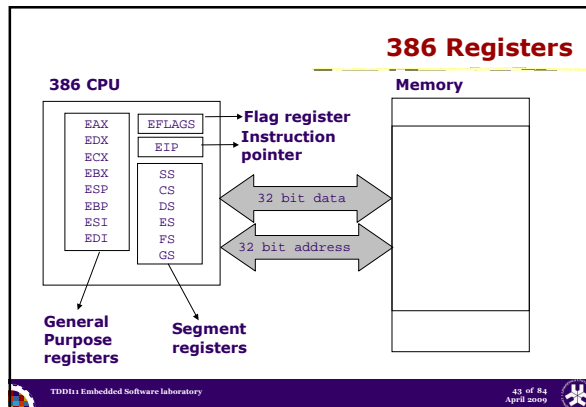 386 Registers
386 CPU
Memory
EAX
EDX
ECX
EBX
ESP
EBP
ESI
EDI
EFLAGS
EIP
SS
CS
DS
ES
FS
GS
Flag register
Instruction
pointer
32 bit data
32 bit address
General
Purpose
registers
Segment
registers
TDDI11 Embedded Software laboratory
43 of 84
April 2009